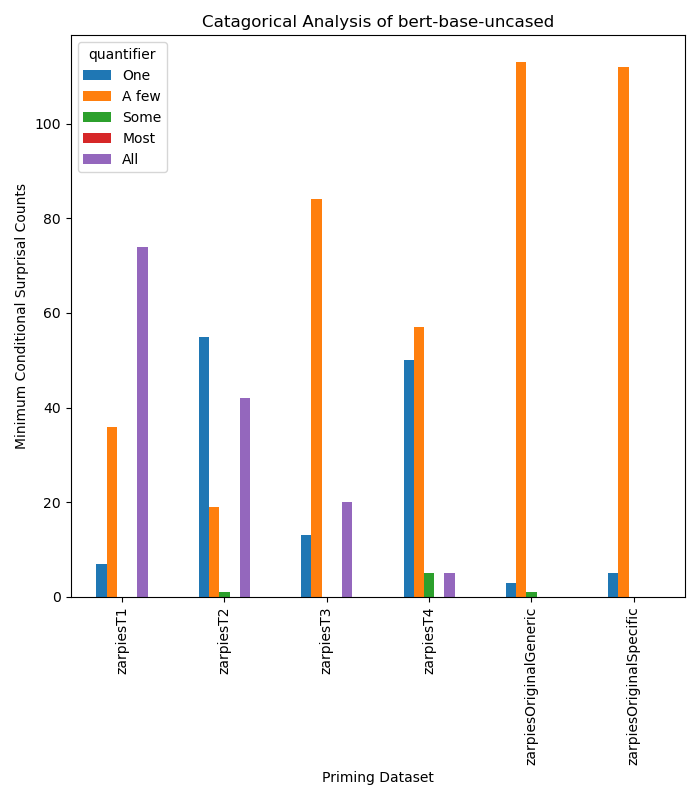 Catagorical Analysis of bert-base-uncased
quantifier
One
A few
Some
Most
All
Minimum Conditional Surprisal Counts
100
80
60
40
20
0
zarpiesT1
zarpiesT2
zarpiesT3
zarpiesT4
zarpiesOriginalGeneric
zarpiesOriginalSpecific
Priming Dataset